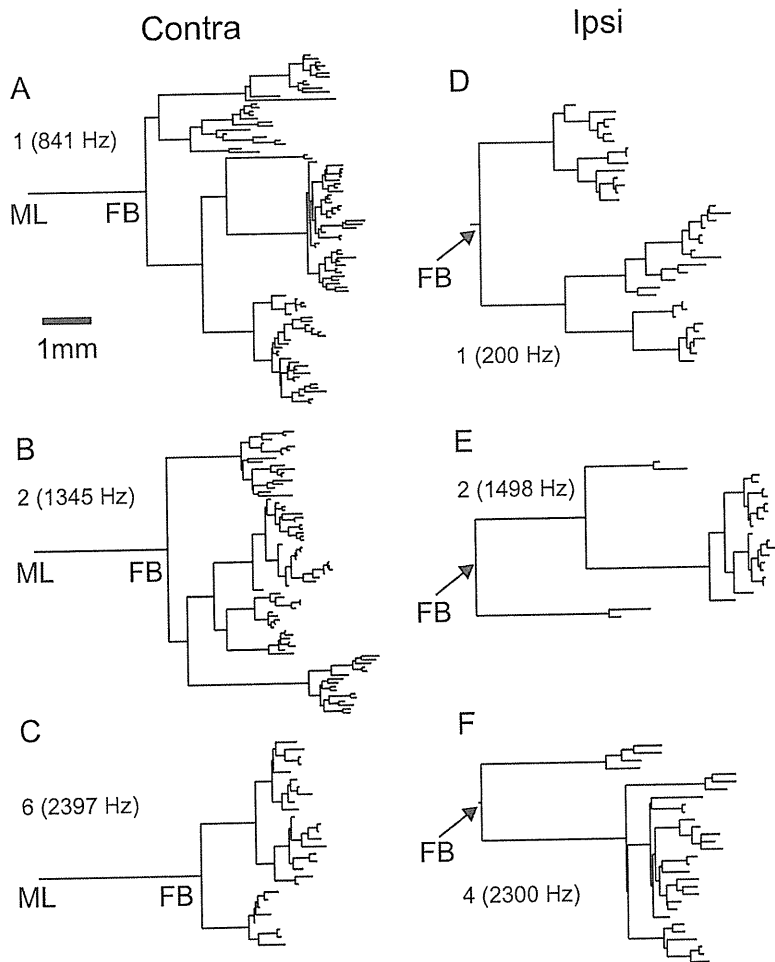 Contra
Ipsi
A
1 (841 Hz)
ML
FB
1mm
D
FB
1 (200 Hz)
B
2 (1345 Hz)
ML
FB
E
2 (1498 Hz)
FB
C
6 (2397 Hz)
ML
FB
F
FB
4 (2300 Hz)